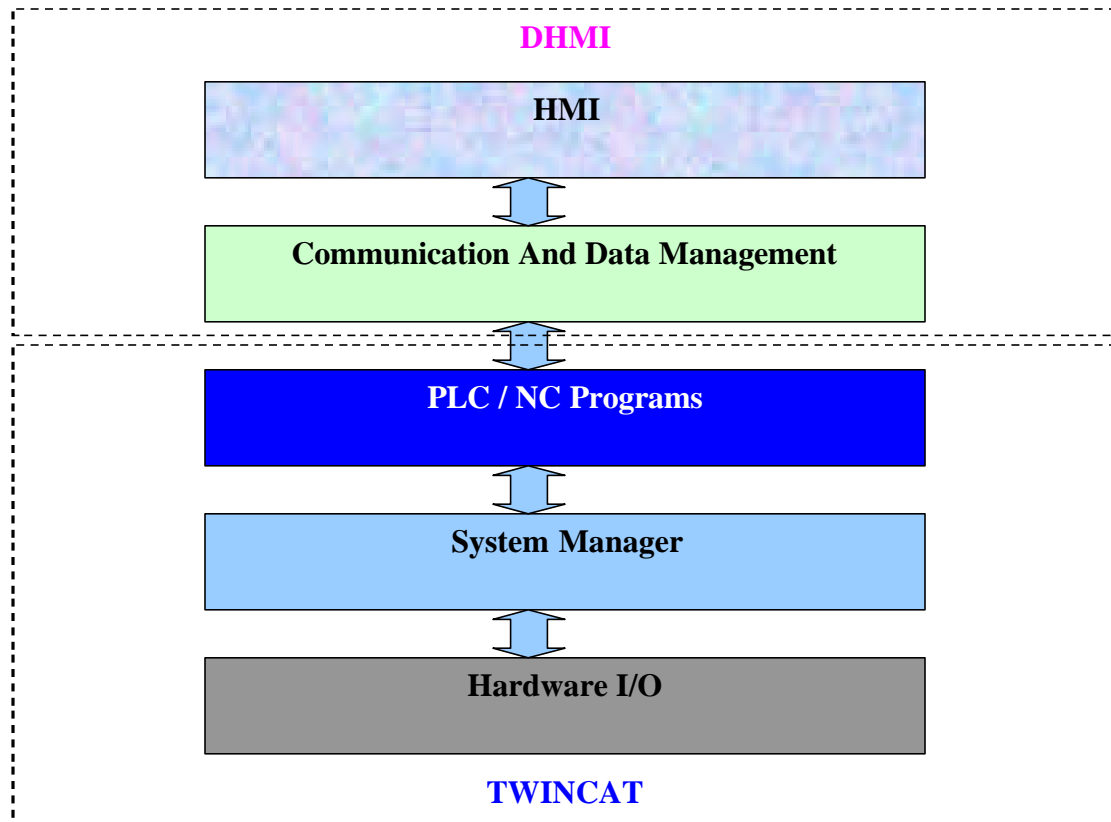 DHMI
HMI
Communication And Data Management
PLC / NC Programs
System Manager
Hardware I/O
TWINCAT